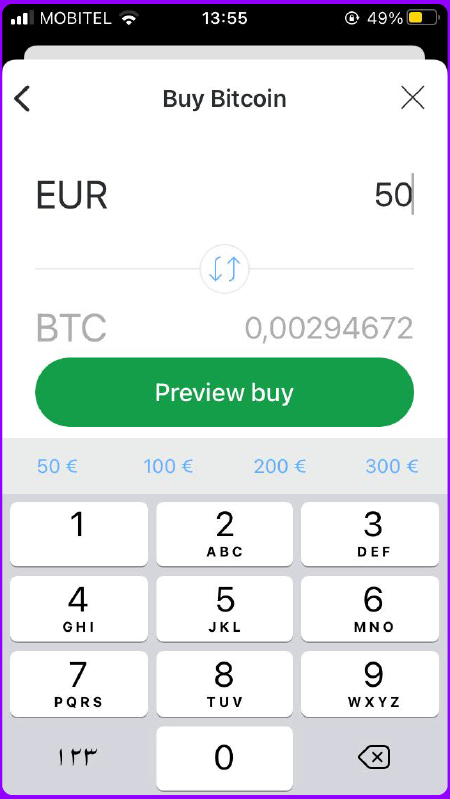 MOBITEL 13:55 49%
Buy Bitcoin
EUR 50
BTC 0,00294672
Preview buy
50 € 100 € 200 € 300 €
1 2 3
ABC DEF
4 5 6
GHI JKL MNO
7 8 9
PQRS TUV WXYZ
١٢٣ 0